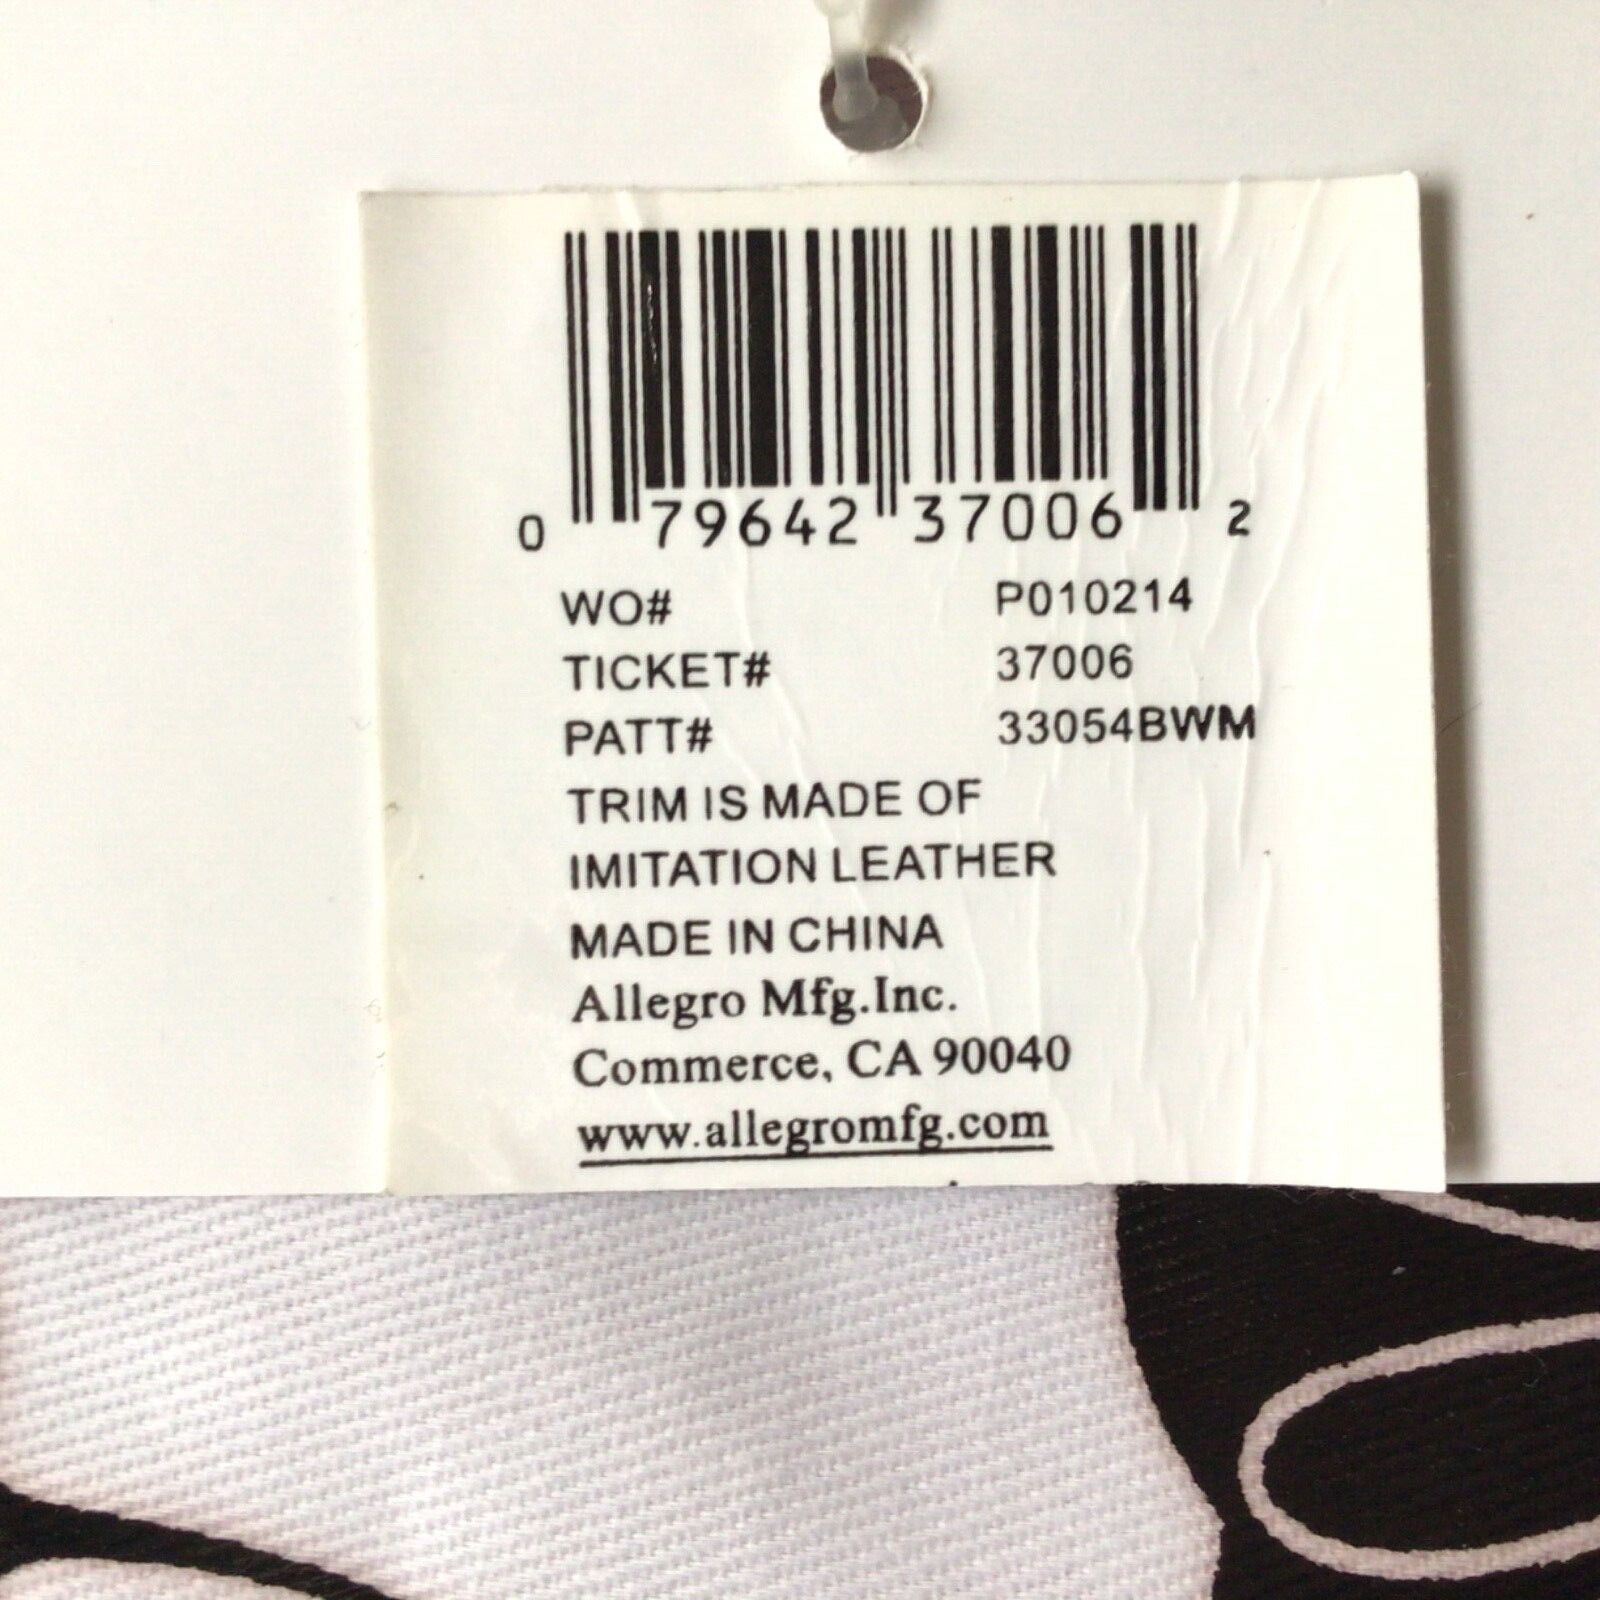 0 79642 37006 2
WO# P010214
TICKET# 37006
PATT# 33054BWM
TRIM IS MADE OF
IMITATION LEATHER
MADE IN CHINA
Allegro Mfg.Inc.
Commerce, CA 90040
www.allegromfg.com